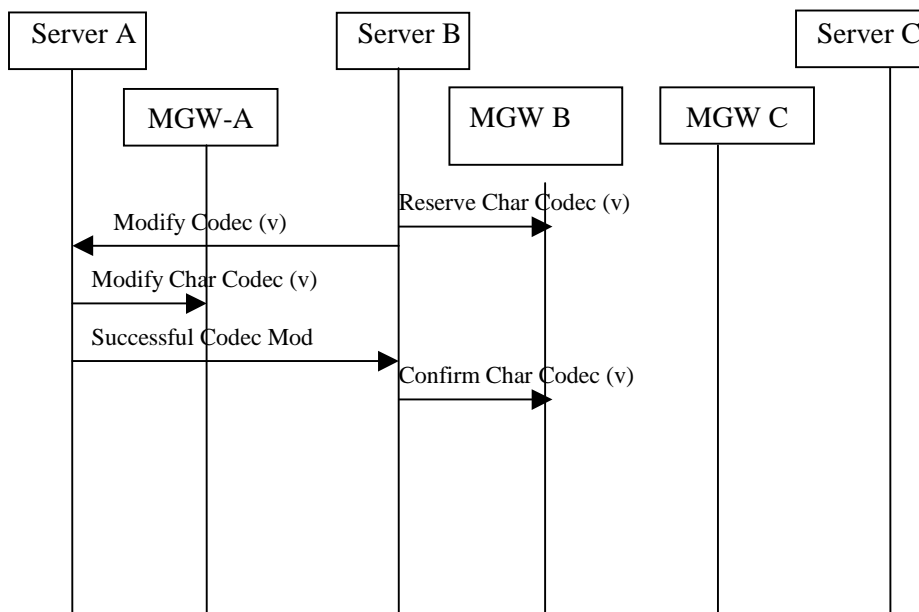 Server A
Server B
Server C
MGW-A
MGW B
MGW C
Reserve Char Codec (v)
Modify Codec (v)
Modify Char Codec (v)
Successful Codec Mod
Confirm Char Codec (v)